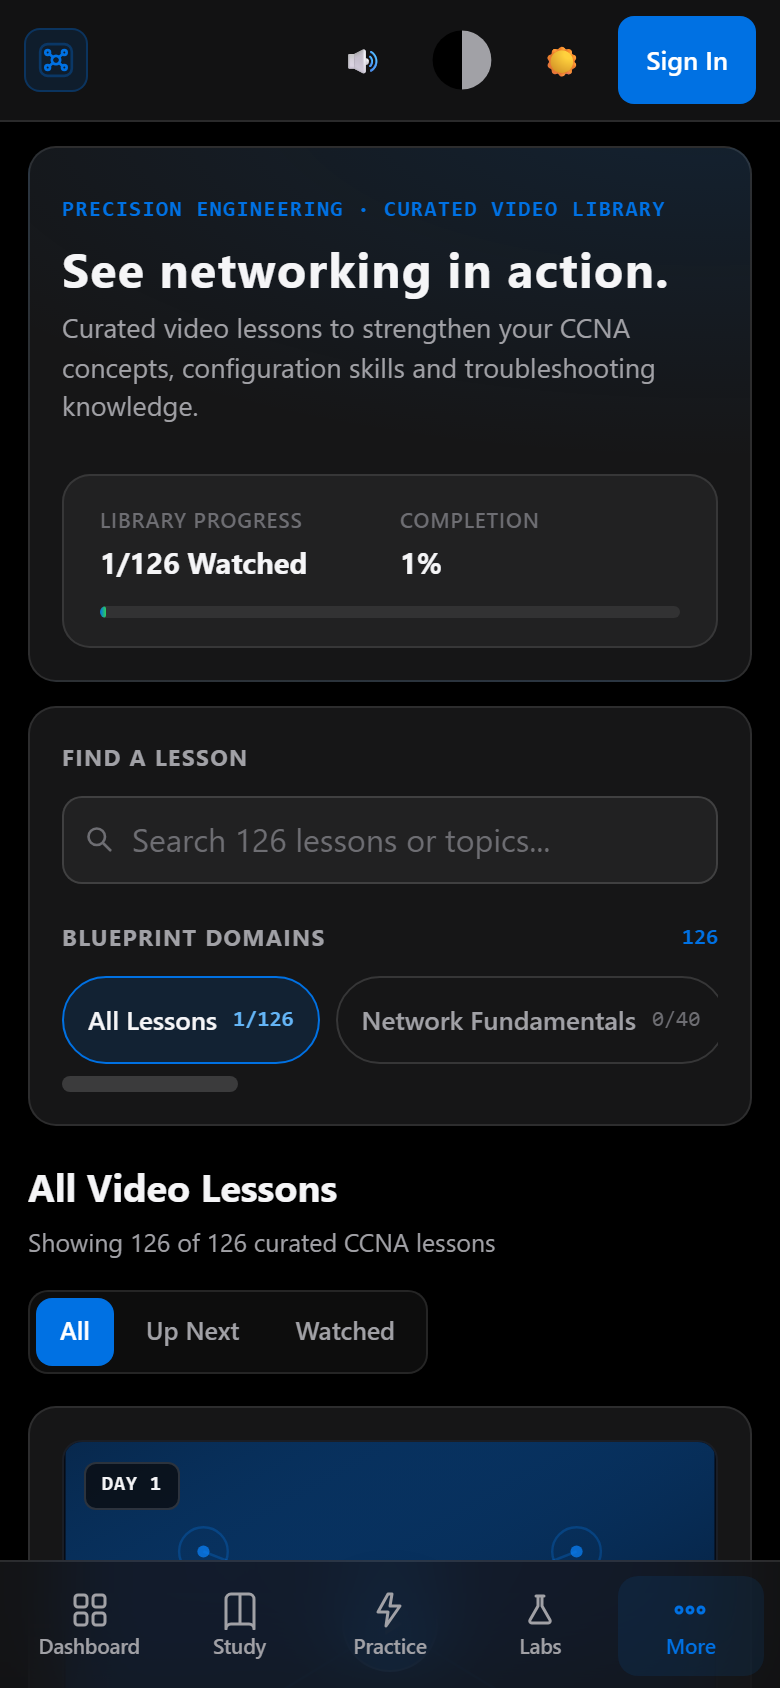 Sign In
PRECISION ENGINEERING · CURATED VIDEO LIBRARY
See networking in action.
Curated video lessons to strengthen your CCNA
concepts, configuration skills and troubleshooting
knowledge.
LIBRARY PROGRESS
COMPLETION
1/126 Watched
1%
FIND A LESSON
Search 126 lessons or topics...
BLUEPRINT DOMAINS
126
All Lessons 1/126
Network Fundamentals 0/40
All Video Lessons
Showing 126 of 126 curated CCNA lessons
All
Up Next
Watched
DAY 1
Dashboard
Study
Practice
Labs
More